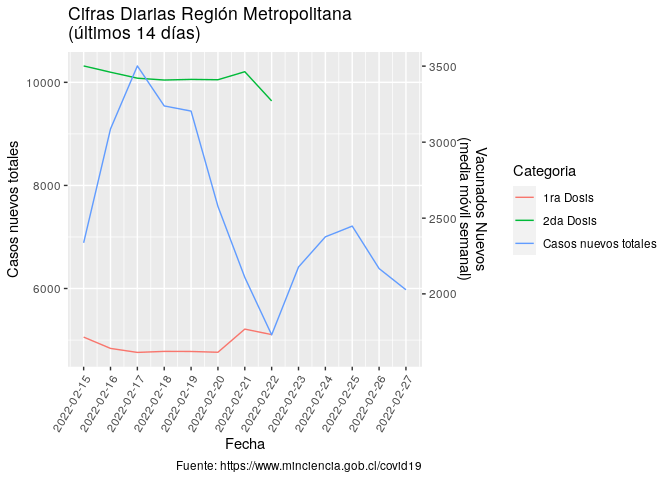 Cifras Diarias Región Metropolitana
(últimos 14 días)
Casos nuevos totales
10000
8000
6000
3500
3000
2500
2000
Vacunados Nuevos
(media móvil semanal)
2022-02-15
2022-02-16
2022-02-17
2022-02-18
2022-02-19
2022-02-20
2022-02-21
2022-02-22
2022-02-23
2022-02-24
2022-02-25
2022-02-26
2022-02-27
Fecha
Categoria
1ra Dosis
2da Dosis
Casos nuevos totales
Fuente: https://www.minciencia.gob.cl/covid19